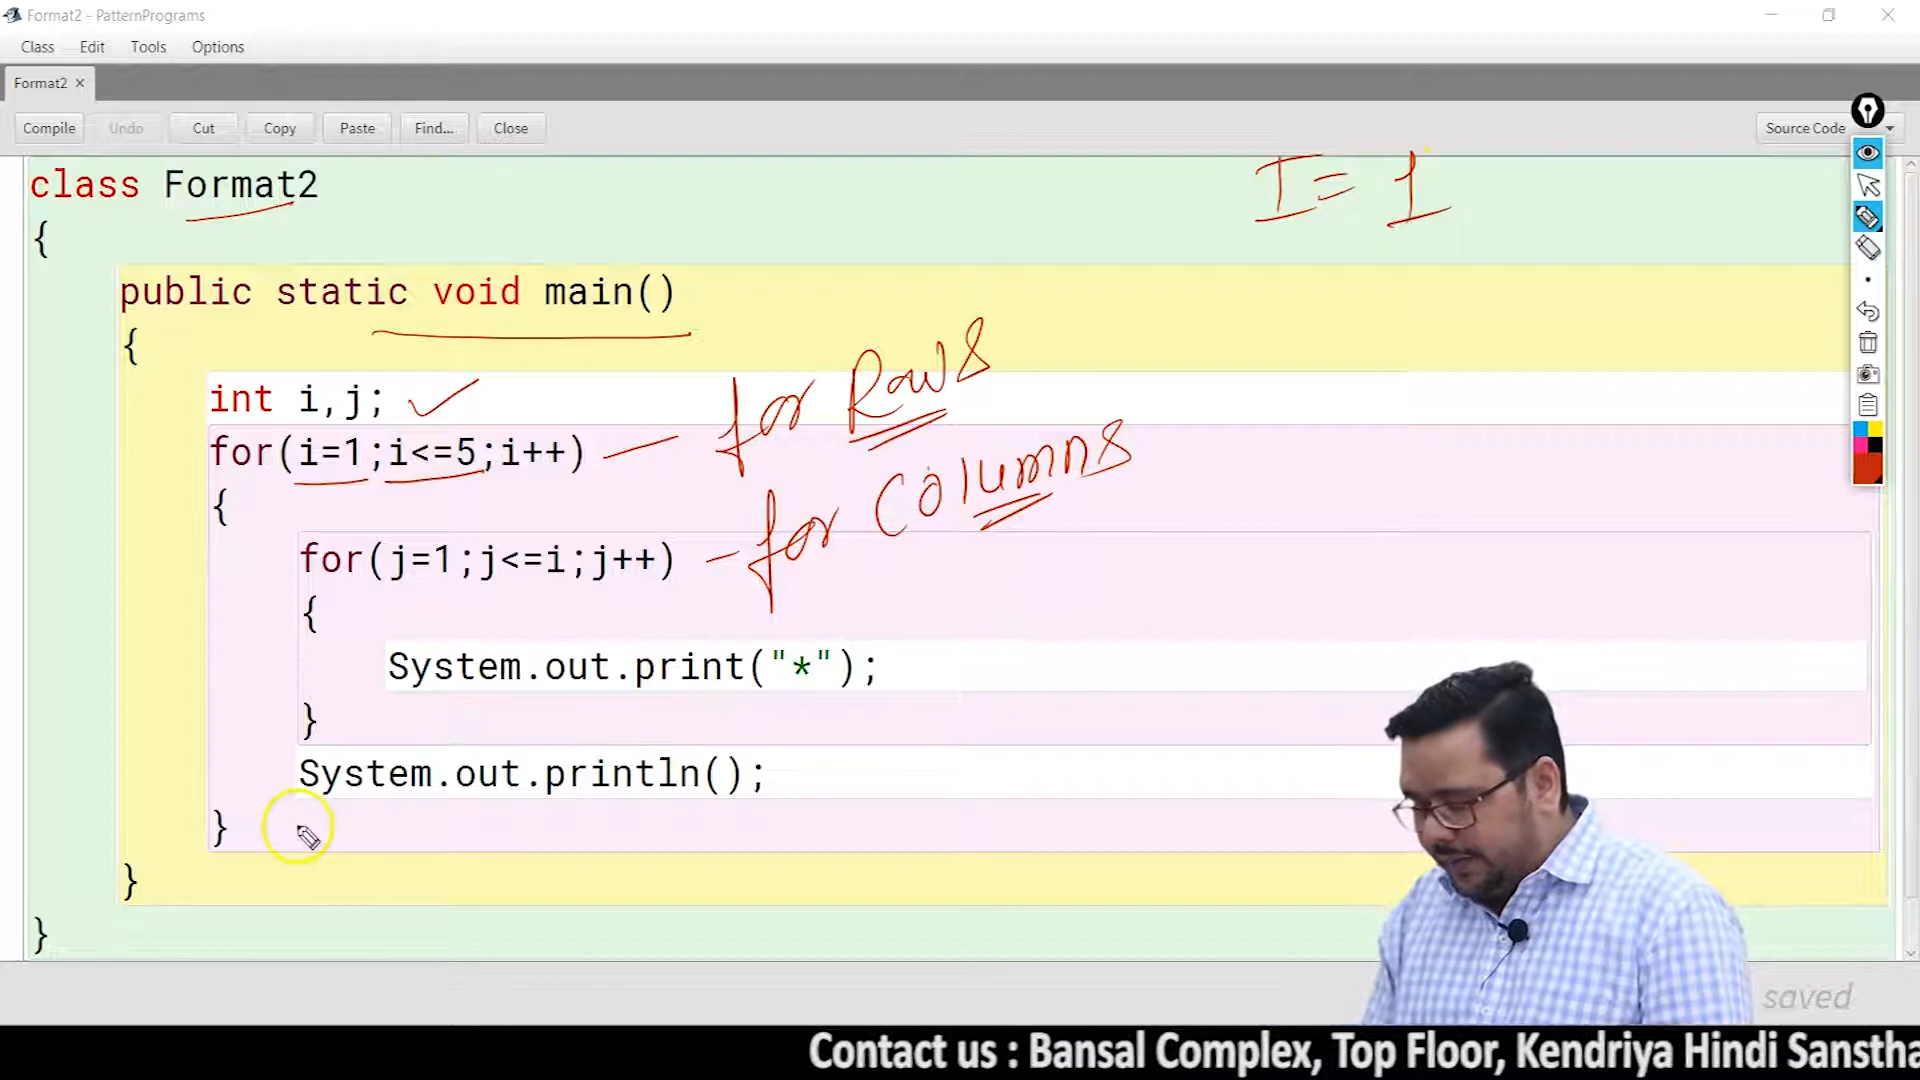 Format2 - PatternPrograms
Class Edit Tools Options
Format2 ×
Compile Undo Cut Copy Paste Find... Close Source Code
class Format2
I = 1
{
public static void main()
{
int i,j;
for Rows
for(i=1;i<=5;i++)
{
for Columns
for(j=1;j<=i;j++)
{
System.out.print("*");
}
System.out.println();
}
}
}
saved
Contact us : Bansal Complex, Top Floor, Kendriya Hindi Sanstha